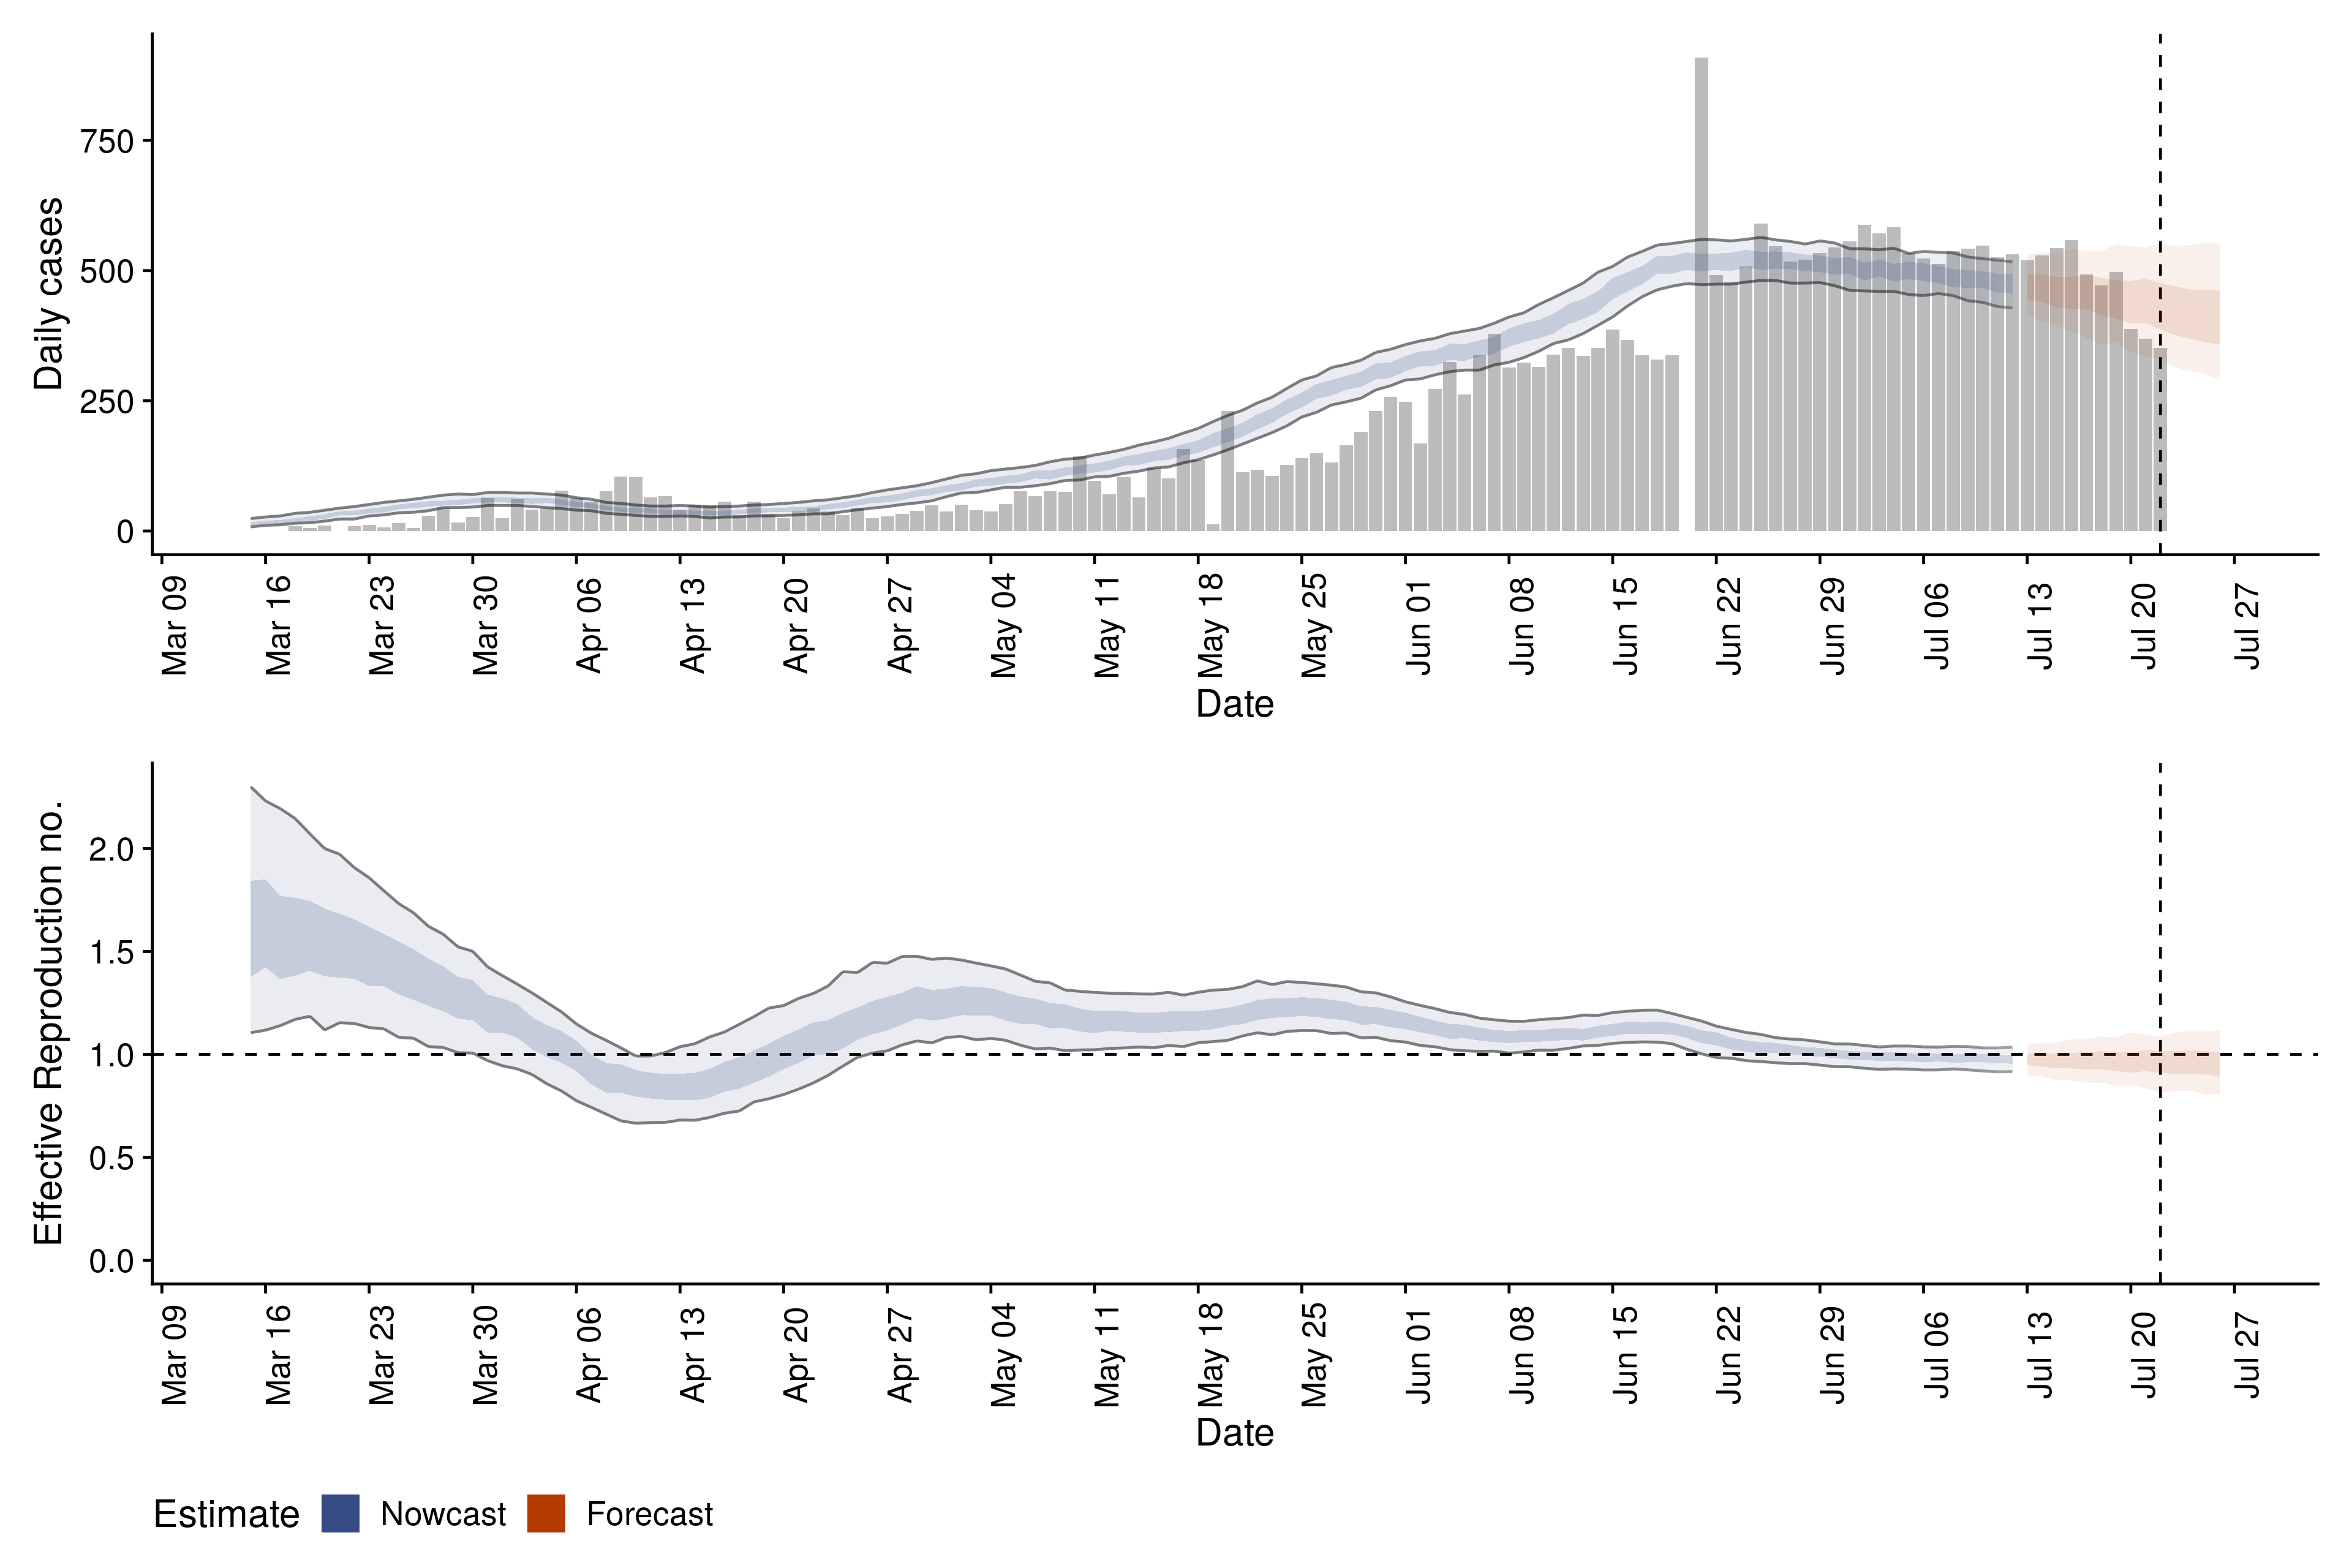 Daily cases
750
500
250
0
Mar 09 Mar 16 Mar 23 Mar 30 Apr 06 Apr 13 Apr 20 Apr 27 May 04 May 11 May 18 May 25 Jun 01 Jun 08 Jun 15 Jun 22 Jun 29 Jul 06 Jul 13 Jul 20 Jul 27
Date
Effective Reproduction no.
2.0
1.5
1.0
0.5
0.0
Mar 09 Mar 16 Mar 23 Mar 30 Apr 06 Apr 13 Apr 20 Apr 27 May 04 May 11 May 18 May 25 Jun 01 Jun 08 Jun 15 Jun 22 Jun 29 Jul 06 Jul 13 Jul 20 Jul 27
Date
Estimate Nowcast Forecast